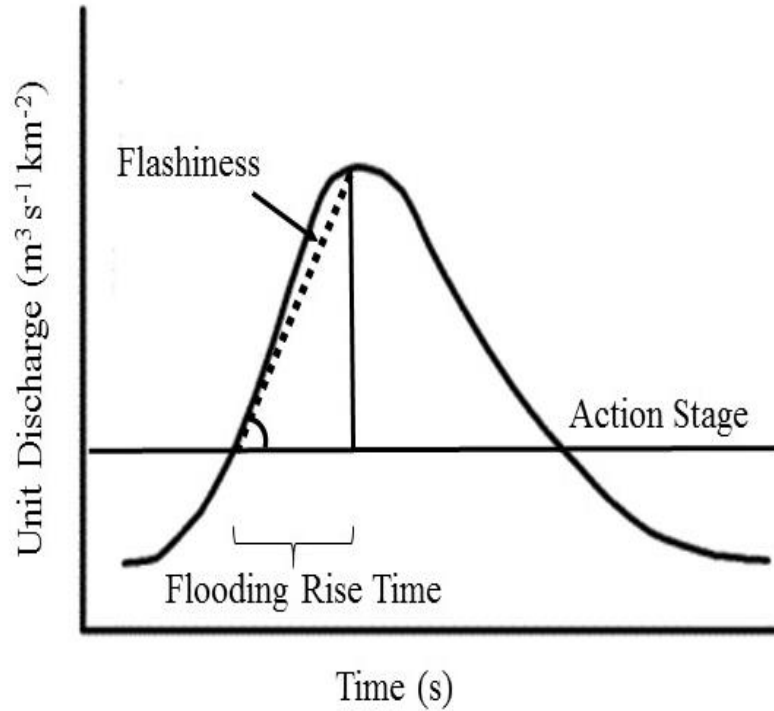 Unit Discharge (m³ s⁻¹ km⁻²)
Flashiness
Action Stage
Flooding Rise Time
Time (s)